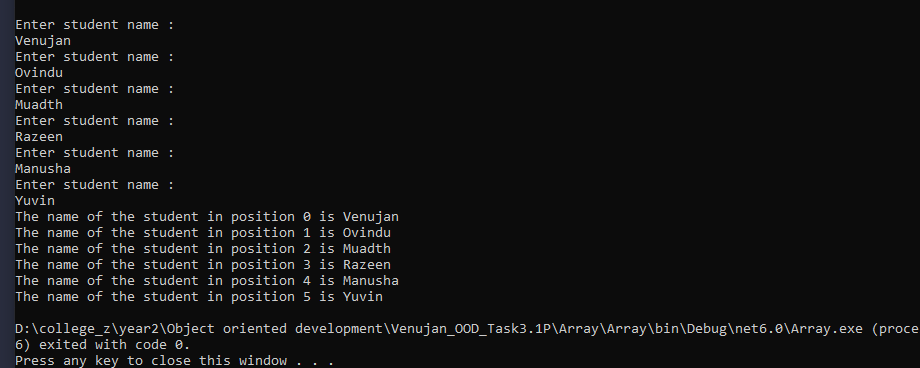 Enter student name :
Venujan
Enter student name :
Ovindu
Enter student name :
Muadth
Enter student name :
Razeen
Enter student name :
Manusha
Enter student name :
Yuvin
The name of the student in position 0 is Venujan
The name of the student in position 1 is Ovindu
The name of the student in position 2 is Muadth
The name of the student in position 3 is Razeen
The name of the student in position 4 is Manusha
The name of the student in position 5 is Yuvin
D:\college_z\year2\Object oriented development\Venujan_OOD_Task3.1P\Array\Array\bin\Debug\net6.0\Array.exe (proce
6) exited with code 0.
Press any key to close this window . . .